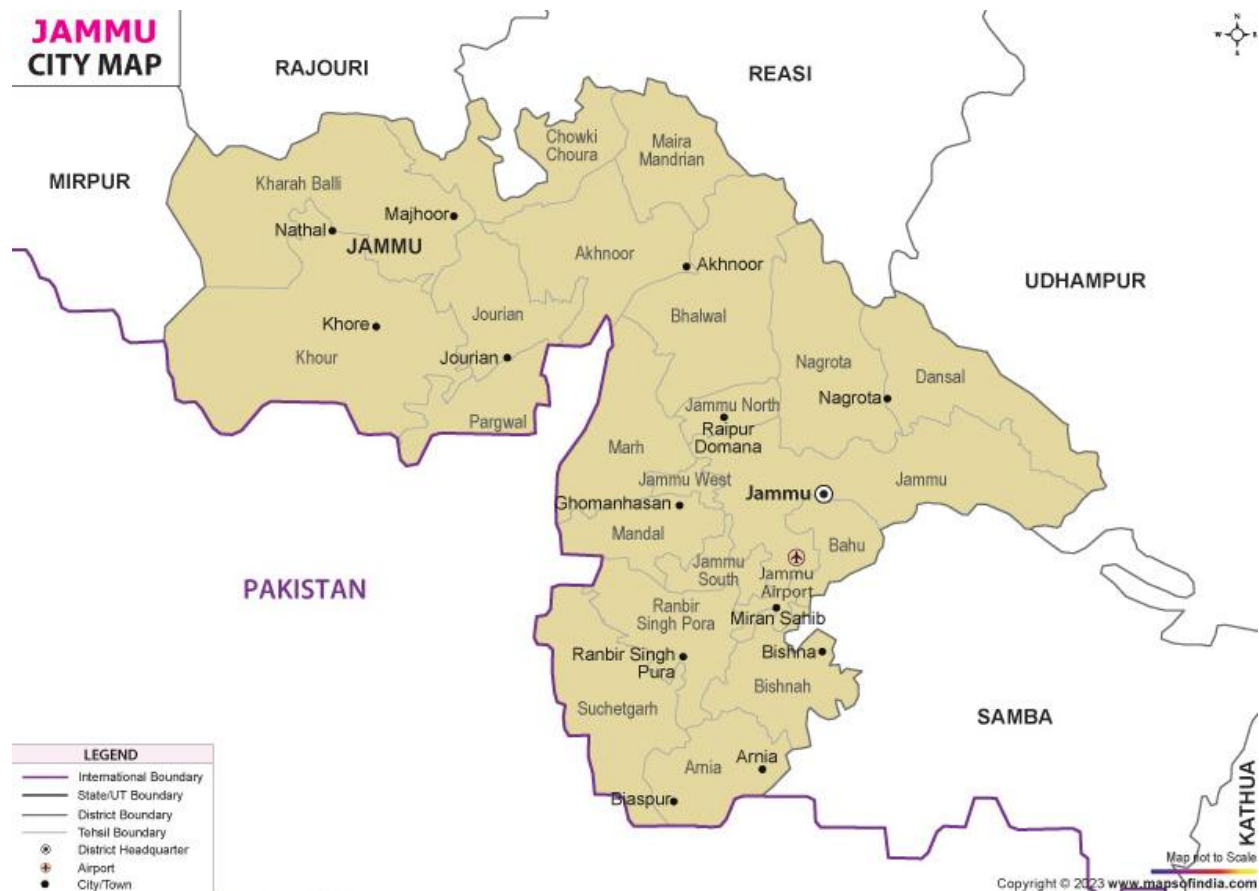 JAMMU
CITY MAP
RAJOURI
REASI
N
W
E
S
MIRPUR
Chowki
Choura
Maira
Mandrian
Kharah Balli
Majhoor
Nathal
JAMMU
Akhnoor
Akhnoor
UDHAMPUR
Jourian
Bhalwal
Khore
Khour
Jourian
Nagrota
Dansal
Nagrota
Jammu North
Raipur
Domana
Pargwal
Marh
Jammu West
Jammu
Jammu
Ghomanhasan
Mandal
Bahu
Jammu
South
Jammu
Airport
PAKISTAN
Ranbir
Singh Pora
Miran Sahib
Ranbir Singh
Pura
Bishna
Bishnah
Suchetgarh
SAMBA
Arnia
Arnia
Biaspur
KATHUA
LEGEND
International Boundary
State/UT Boundary
District Boundary
Tehsil Boundary
District Headquarter
Airport
City/Town
Map not to Scale
Copyright © 2023 www.mapsofindia.com